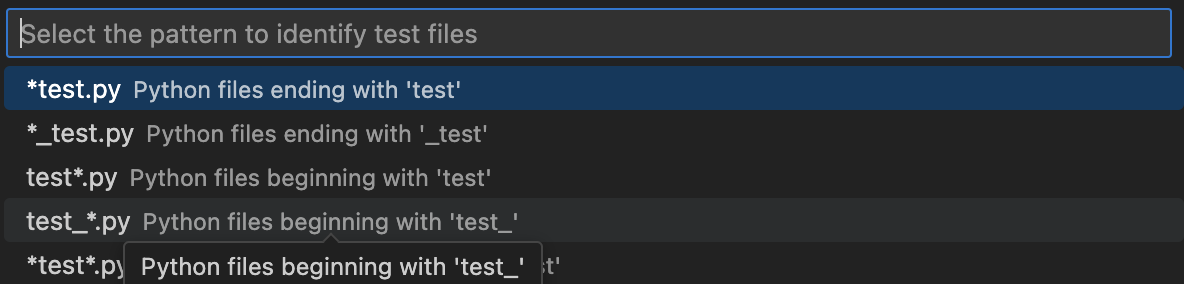 Select the pattern to identify test files
*test.py Python files ending with 'test'
*_test.py Python files ending with '_test'
test*.py Python files beginning with 'test'
test_*.py Python files beginning with 'test_'
*test*.py
Python files beginning with 'test_'